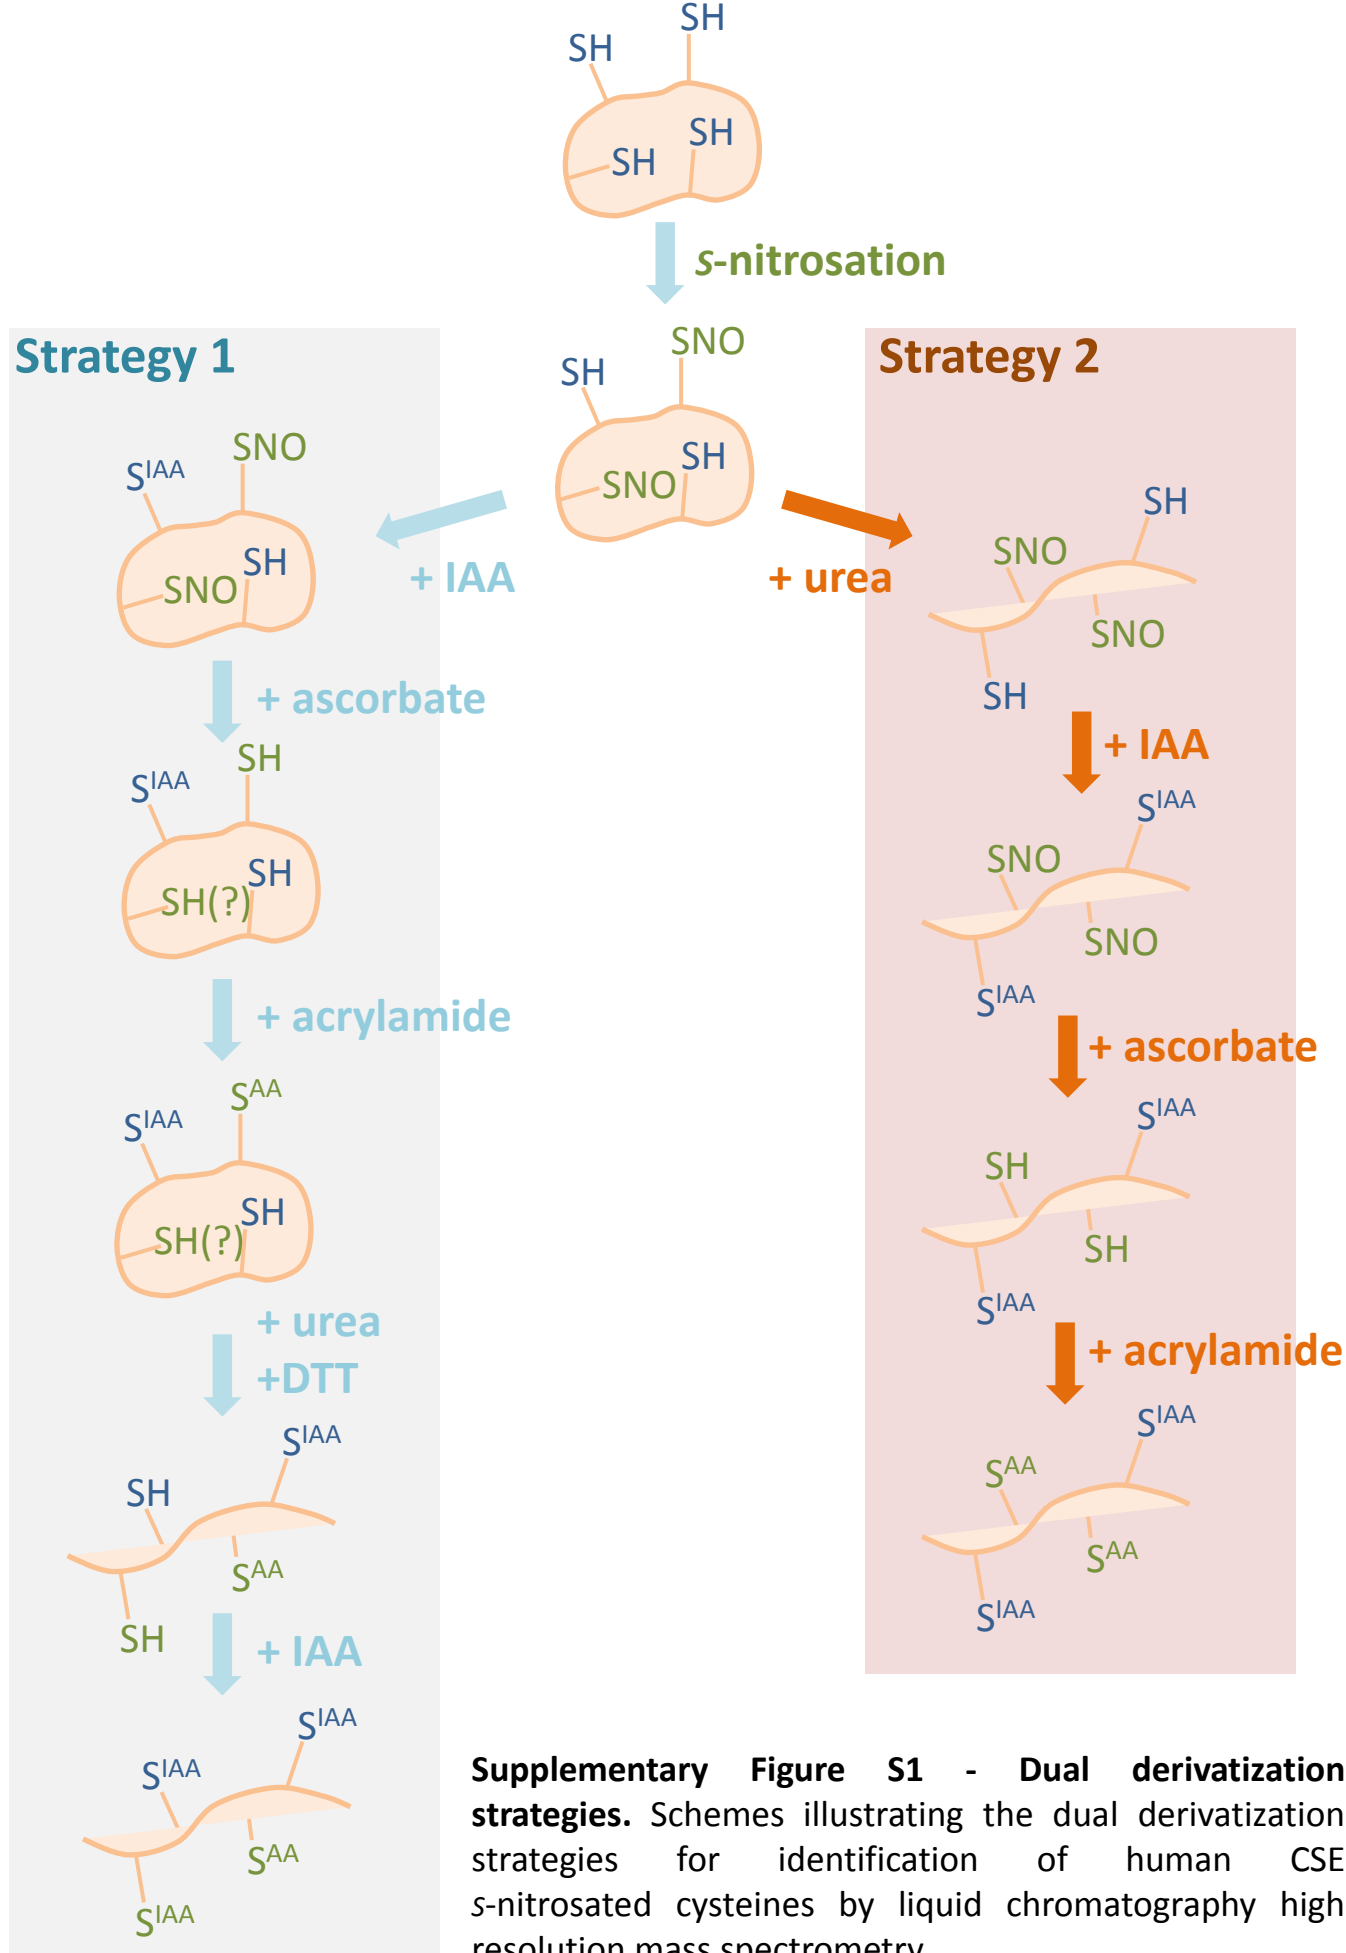 SH
SH
SH
SH
s-nitrosation
SNO
SH
SH
SNO
Strategy 1
SNO
SIAA
SH
SNO
+ IAA
+ ascorbate
SH
SIAA
SH
SH(?)
+ acrylamide
SAA
SIAA
SH
SH(?)
+ urea
+DTT
SIAA
SH
SAA
SH
+ IAA
SIAA
SIAA
SAA
SIAA
Strategy 2
+ urea
SH
SNO
SNO
SH
+ IAA
SIAA
SNO
SNO
SIAA
+ ascorbate
SIAA
SH
SH
SIAA
+ acrylamide
SIAA
SAA
SAA
SIAA
Supplementary Figure S1 - Dual derivatization
strategies. Schemes illustrating the dual derivatization
strategies for identification of human CSE
s-nitrosated cysteines by liquid chromatography high
resolution mass spectrometry